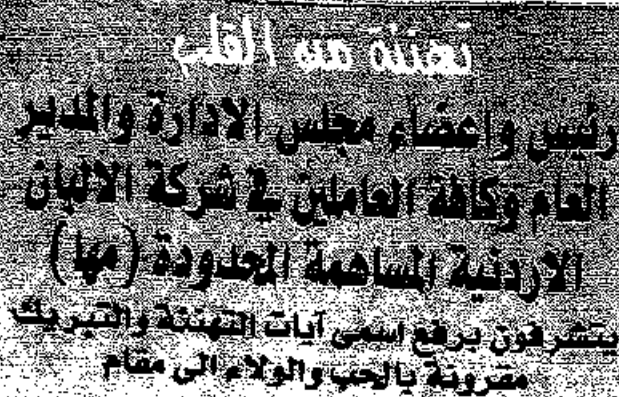 تهنئة من القلب
رئيس واعضاء مجلس الادارة والمدير
العام وكافة العاملين في شركة الالبان
الاردنية المساهمة المحدودة (مها)
يتشرفون برفع اسمى آيات التهنئة والتبريك
مقرونة بالحب والولاء الى مقام